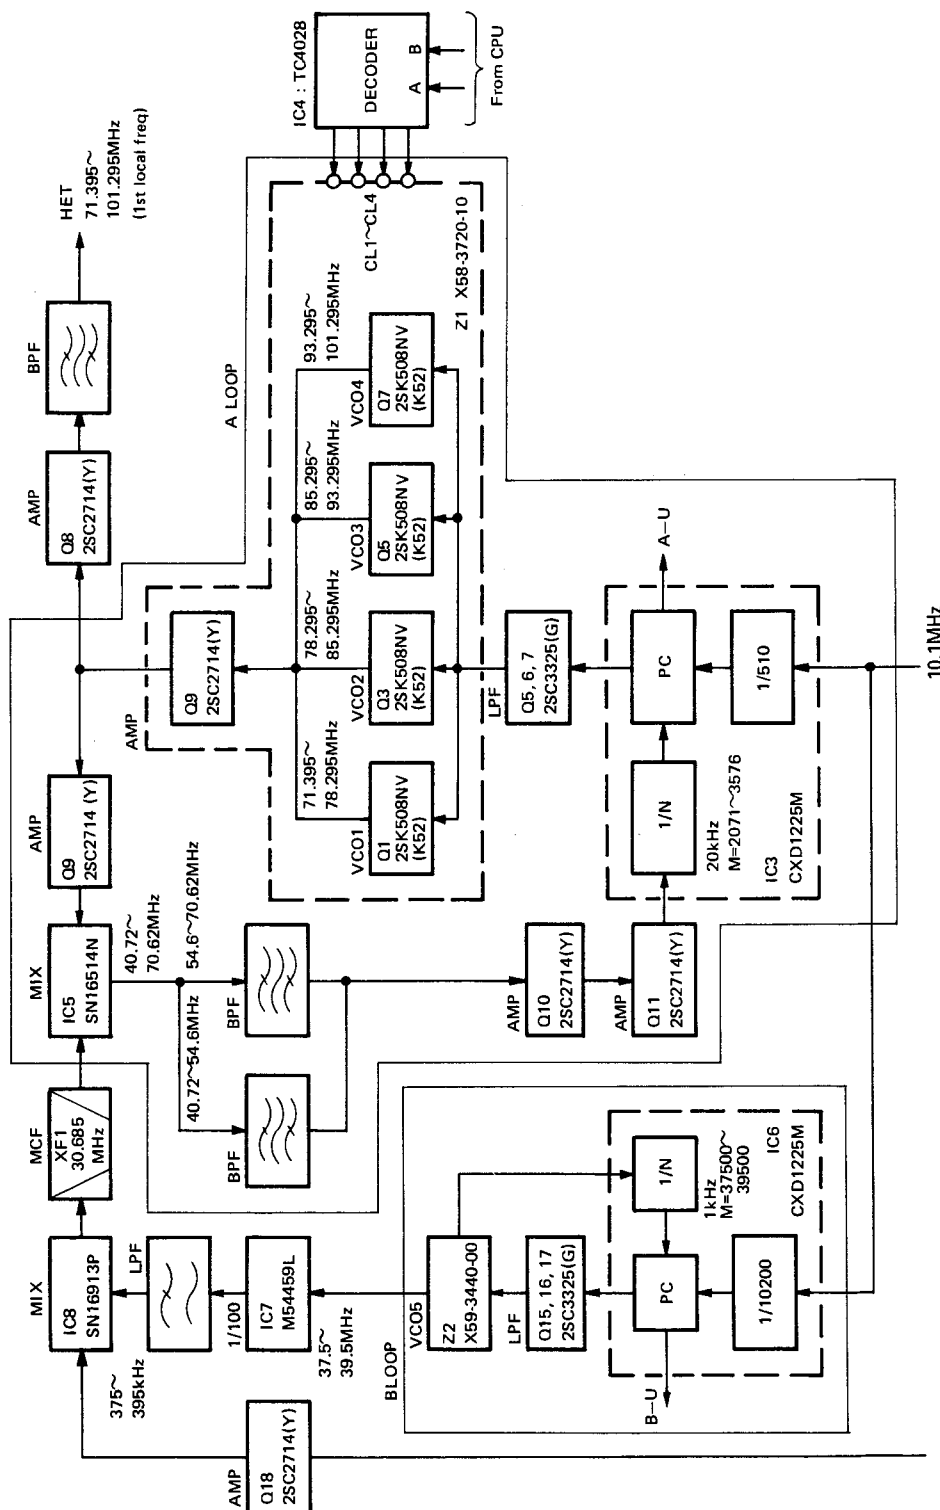 IC4 : TC4028
DECODER
A
B
From CPU
HET
71.395~
101.295MHz
(1st local freq)
BPF
AMP
Q8
2SC2714(Y)
A LOOP
CL1~CL4
Z1 X58-3720-10
93.295~
101.295MHz
VCO4
Q7
2SK508NV
(K52)
85.295~
93.295MHz
VCO3
Q5
2SK508NV
(K52)
78.295~
85.295MHz
VCO2
Q3
2SK508NV
(K52)
71.395~
78.295MHz
VCO1
Q1
2SK508NV
(K52)
AMP
Q9
2SC2714(Y)
AMP
Q9
2SC2714 (Y)
MIX
IC5
SN16514N
40.72~
70.62MHz
54.6~70.62MHz
40.72~54.6MHz
BPF
BPF
AMP
Q10
2SC2714(Y)
AMP
Q11
2SC2714(Y)
LPF
Q5, 6, 7
2SC3325(G)
A-U
PC
1/510
1/N
20kHz
M=2071~3576
IC3
CXD1225M
10.1MHz
MCF
XF1
30.685
MHz
MIX
IC8
SN16913P
LPF
375~
395kHz
1/100
IC7
M54459L
37.5~
39.5MHz
BLOOP
VCO5
Z2
X59-3440-00
LPF
Q15, 16, 17
2SC3325(G)
B-U
PC
1/N
1kHz
M=37500~
39500
IC6
CXD1225M
1/10200
AMP
Q18
2SC2714(Y)